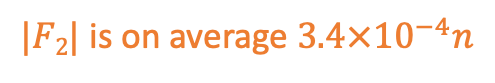 |F₂| is on average 3.4×10⁻⁴n